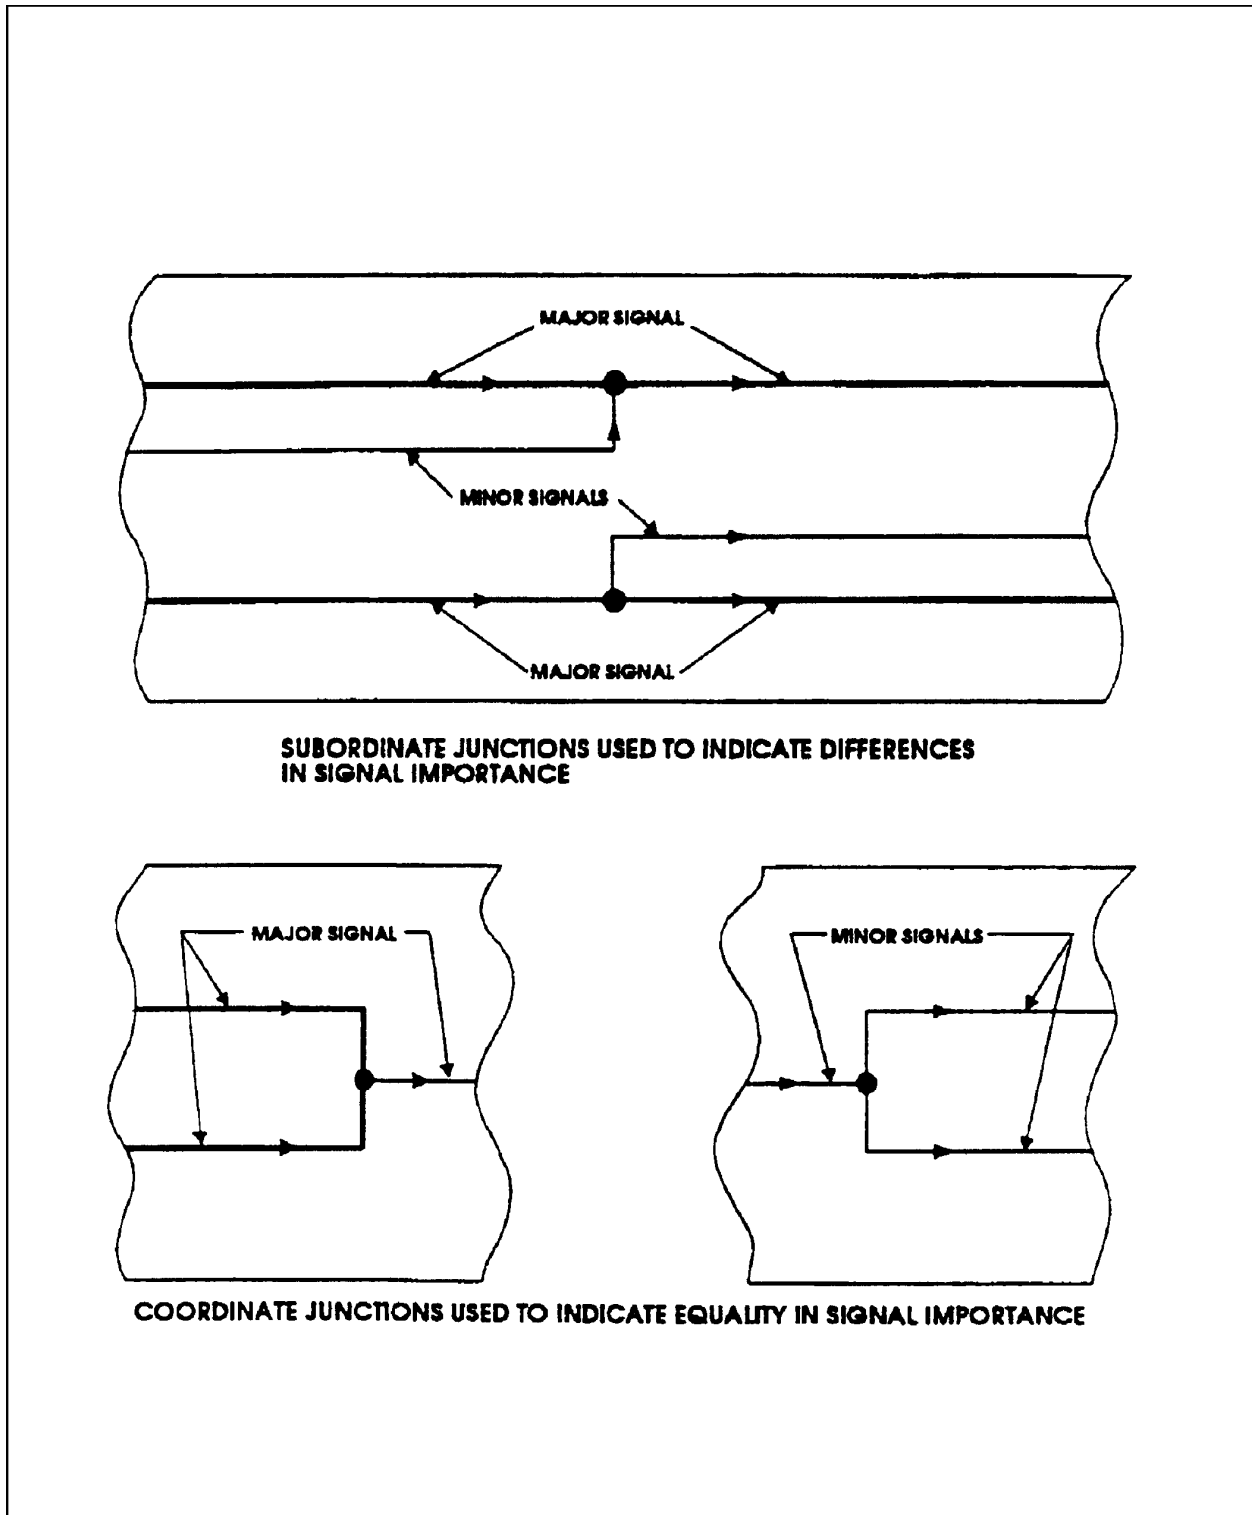 MAJOR SIGNAL
MINOR SIGNALS
MAJOR SIGNAL
SUBORDINATE JUNCTIONS USED TO INDICATE DIFFERENCES
IN SIGNAL IMPORTANCE
MAJOR SIGNAL
MINOR SIGNALS
COORDINATE JUNCTIONS USED TO INDICATE EQUALITY IN SIGNAL IMPORTANCE